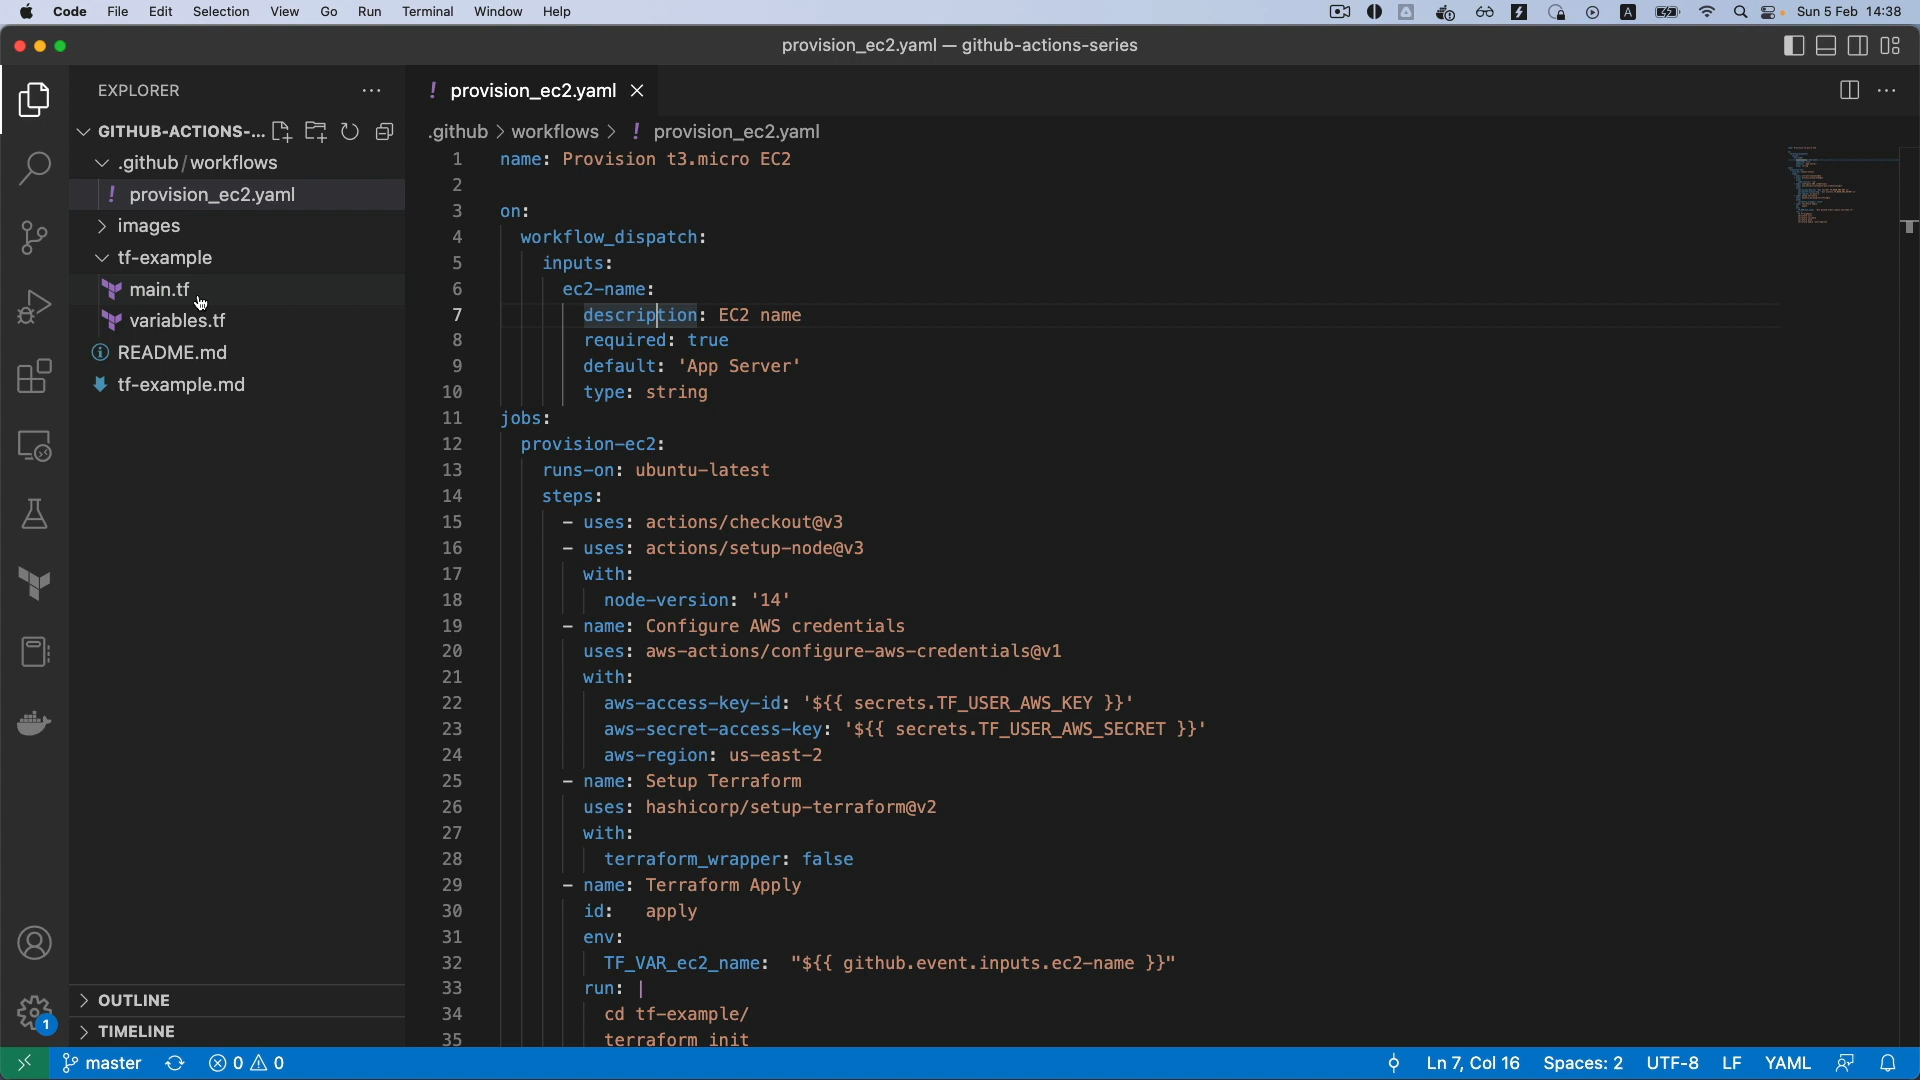 Code File Edit Selection View Go Run Terminal Window Help
A
Sun 5 Feb 14:38
provision_ec2.yaml — github-actions-series
EXPLORER
GITHUB-ACTIONS-...
.github/workflows
! provision_ec2.yaml
images
tf-example
main.tf
variables.tf
README.md
tf-example.md
OUTLINE
TIMELINE
! provision_ec2.yaml
.github > workflows > ! provision_ec2.yaml
1 name: Provision t3.micro EC2
2
3 on:
4 workflow_dispatch:
5 inputs:
6 ec2-name:
7 description: EC2 name
8 required: true
9 default: 'App Server'
10 type: string
11 jobs:
12 provision-ec2:
13 runs-on: ubuntu-latest
14 steps:
15 - uses: actions/checkout@v3
16 - uses: actions/setup-node@v3
17 with:
18 node-version: '14'
19 - name: Configure AWS credentials
20 uses: aws-actions/configure-aws-credentials@v1
21 with:
22 aws-access-key-id: '${{ secrets.TF_USER_AWS_KEY }}'
23 aws-secret-access-key: '${{ secrets.TF_USER_AWS_SECRET }}'
24 aws-region: us-east-2
25 - name: Setup Terraform
26 uses: hashicorp/setup-terraform@v2
27 with:
28 terraform_wrapper: false
29 - name: Terraform Apply
30 id: apply
31 env:
32 TF_VAR_ec2_name: "${{ github.event.inputs.ec2-name }}"
33 run: |
34 cd tf-example/
35 terraform init
1
master 0 0 Ln 7, Col 16 Spaces: 2 UTF-8 LF YAML